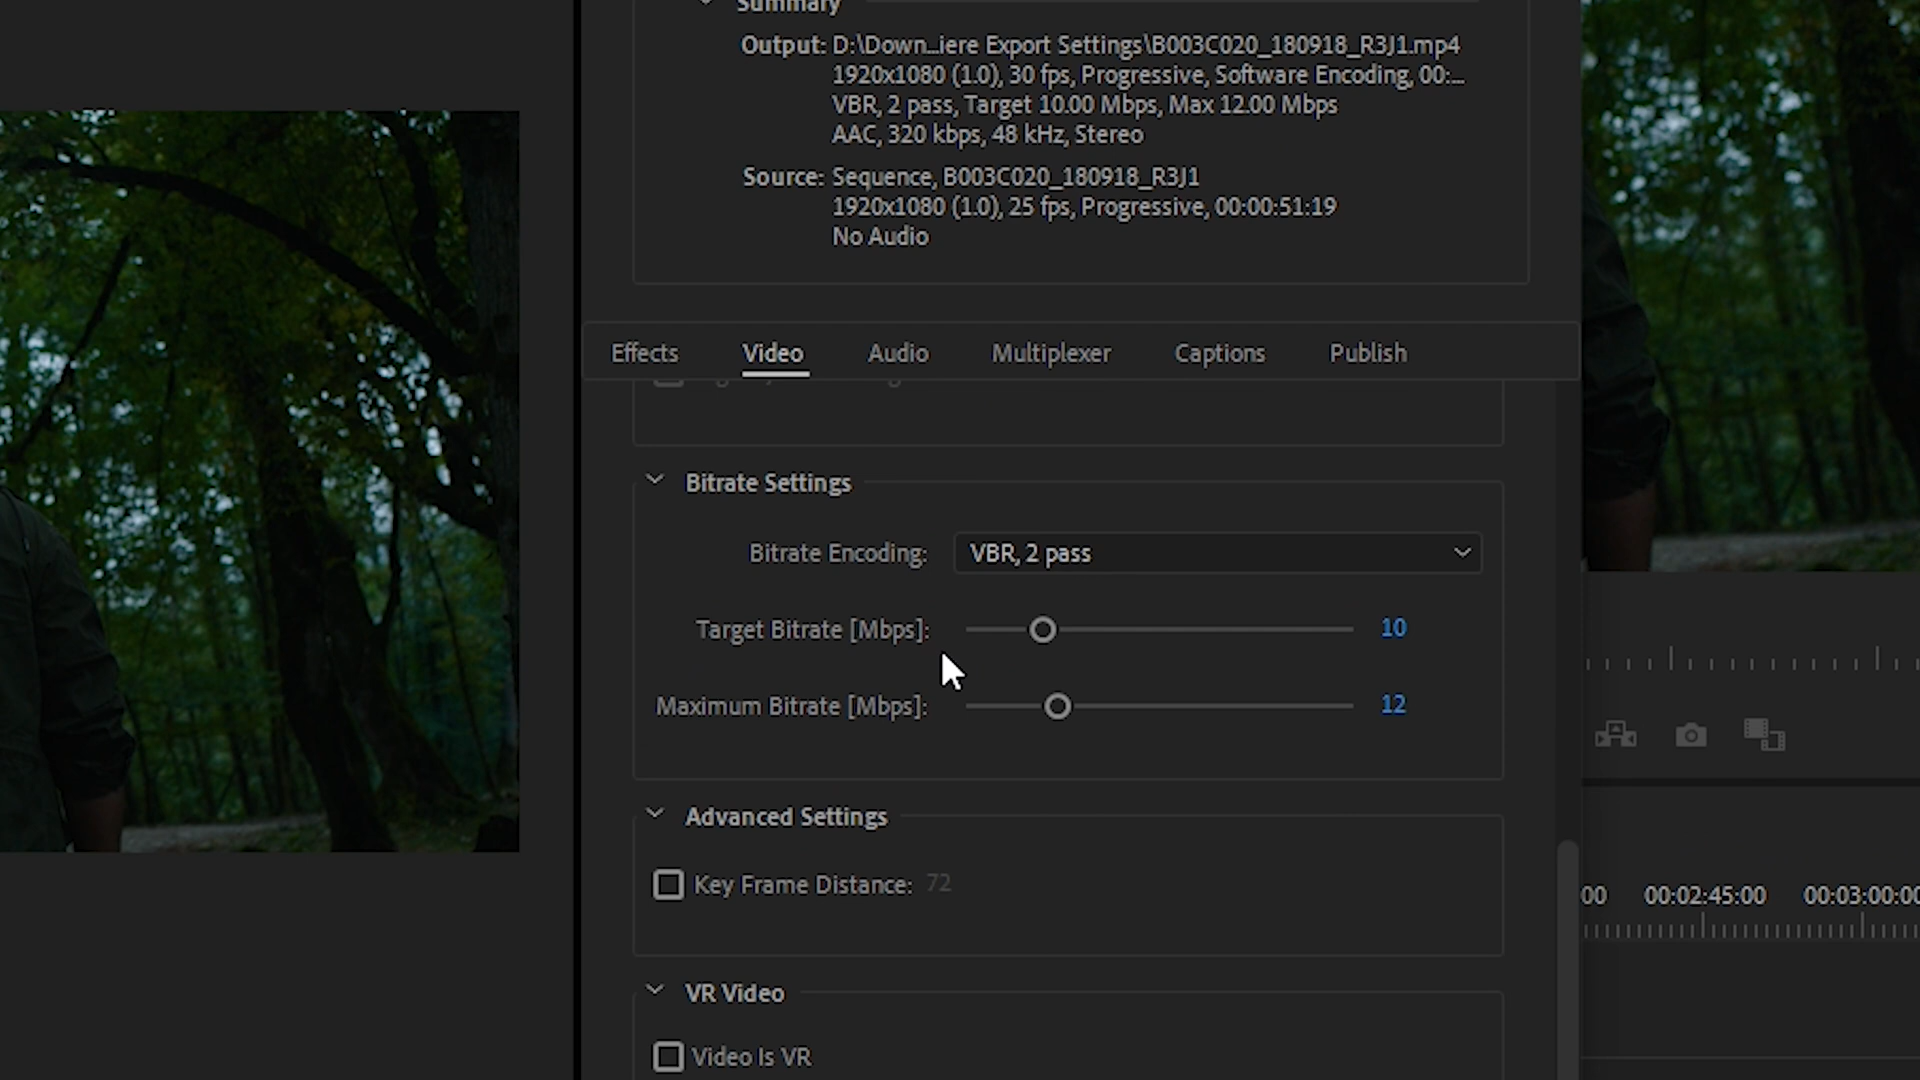 Summary
Output: D:\Down...iere Export Settings\B003C020_180918_R3J1.mp4
1920x1080 (1.0), 30 fps, Progressive, Software Encoding, 00:...
VBR, 2 pass, Target 10.00 Mbps, Max 12.00 Mbps
AAC, 320 kbps, 48 kHz, Stereo
Source: Sequence, B003C020_180918_R3J1
1920x1080 (1.0), 25 fps, Progressive, 00:00:51:19
No Audio
Effects Video Audio Multiplexer Captions Publish
Bitrate Settings
Bitrate Encoding: VBR, 2 pass
Target Bitrate [Mbps]: 10
Maximum Bitrate [Mbps]: 12
Advanced Settings
Key Frame Distance: 72
00 00:02:45:00 00:03:00:00
VR Video
Video Is VR